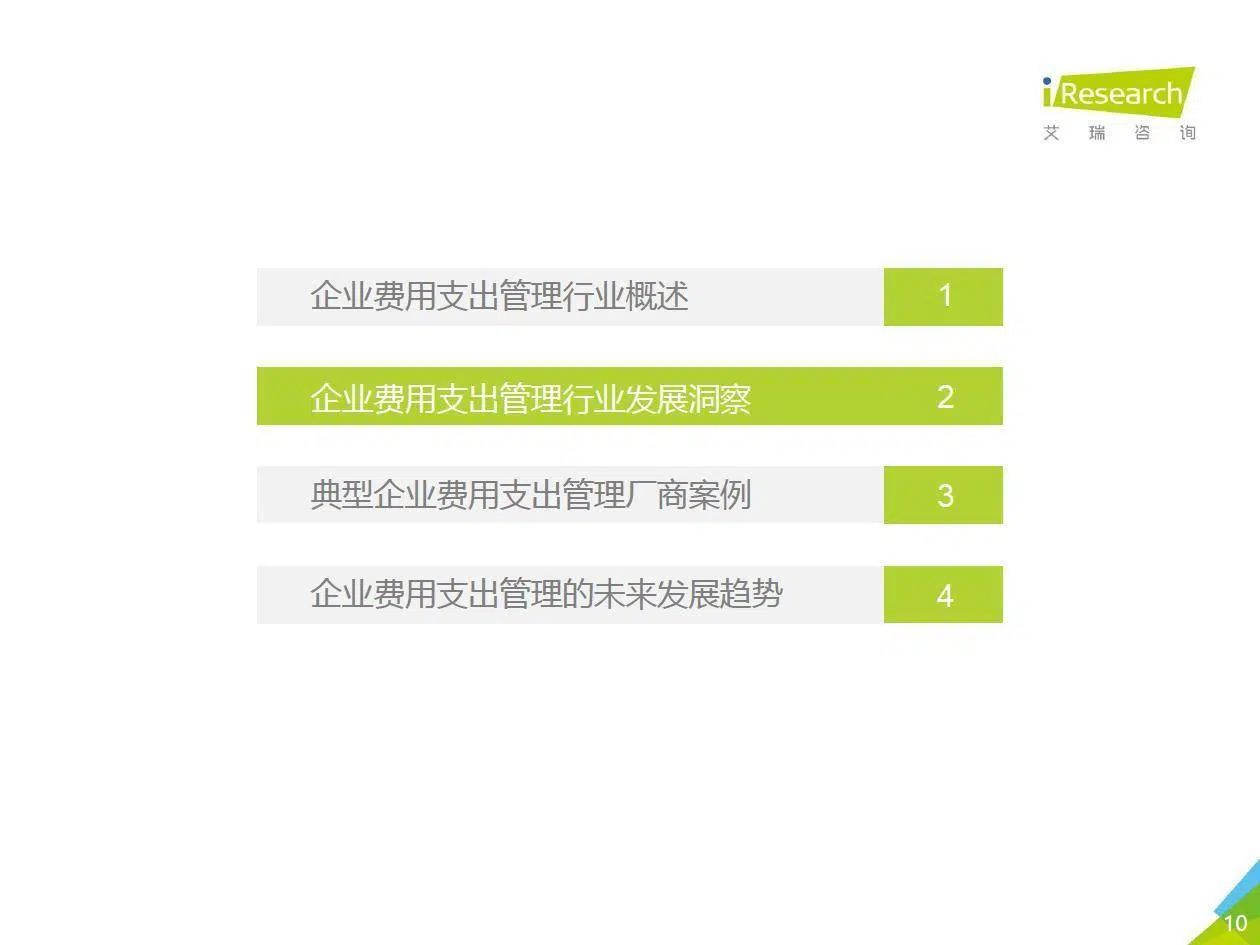 iResearch
艾瑞咨询
企业费用支出管理行业概述 1
企业费用支出管理行业发展洞察 2
典型企业费用支出管理厂商案例 3
企业费用支出管理的未来发展趋势 4
10